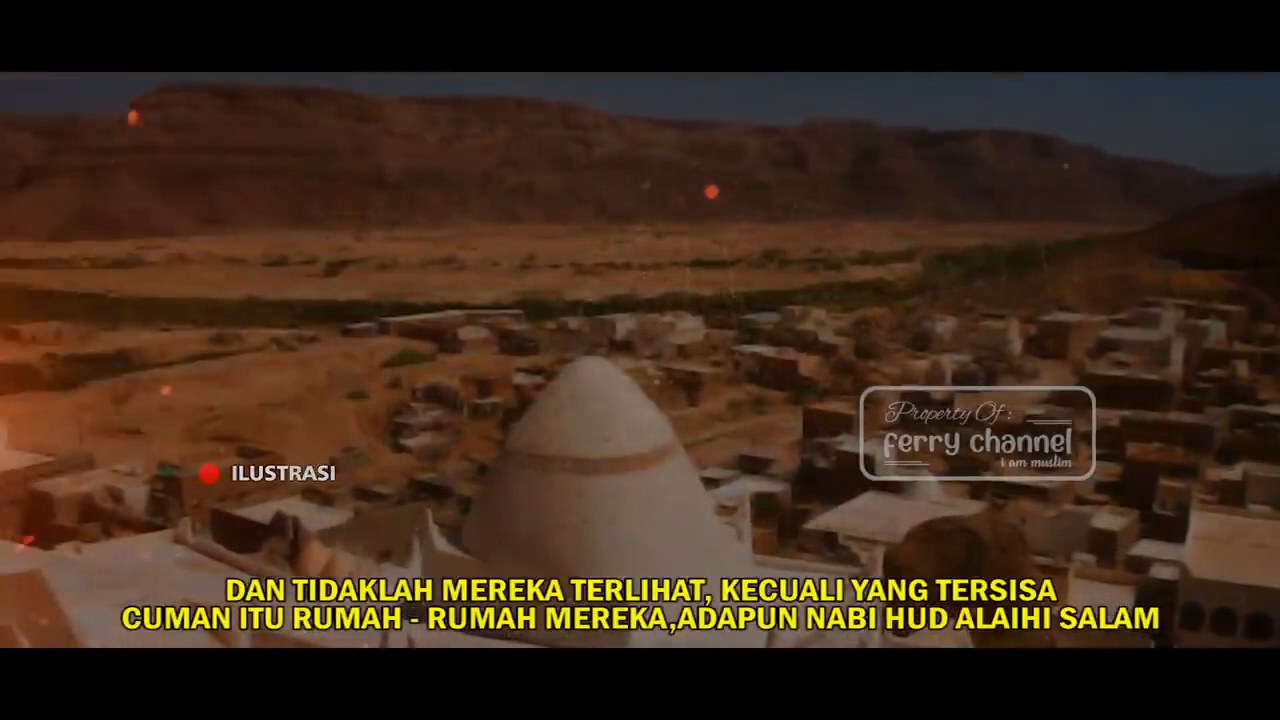 Property Of :
ferry channel
i am muslim
ILUSTRASI
DAN TIDAKLAH MEREKA TERLIHAT, KECUALI YANG TERSISA
CUMAN ITU RUMAH - RUMAH MEREKA,ADAPUN NABI HUD ALAIHI SALAM